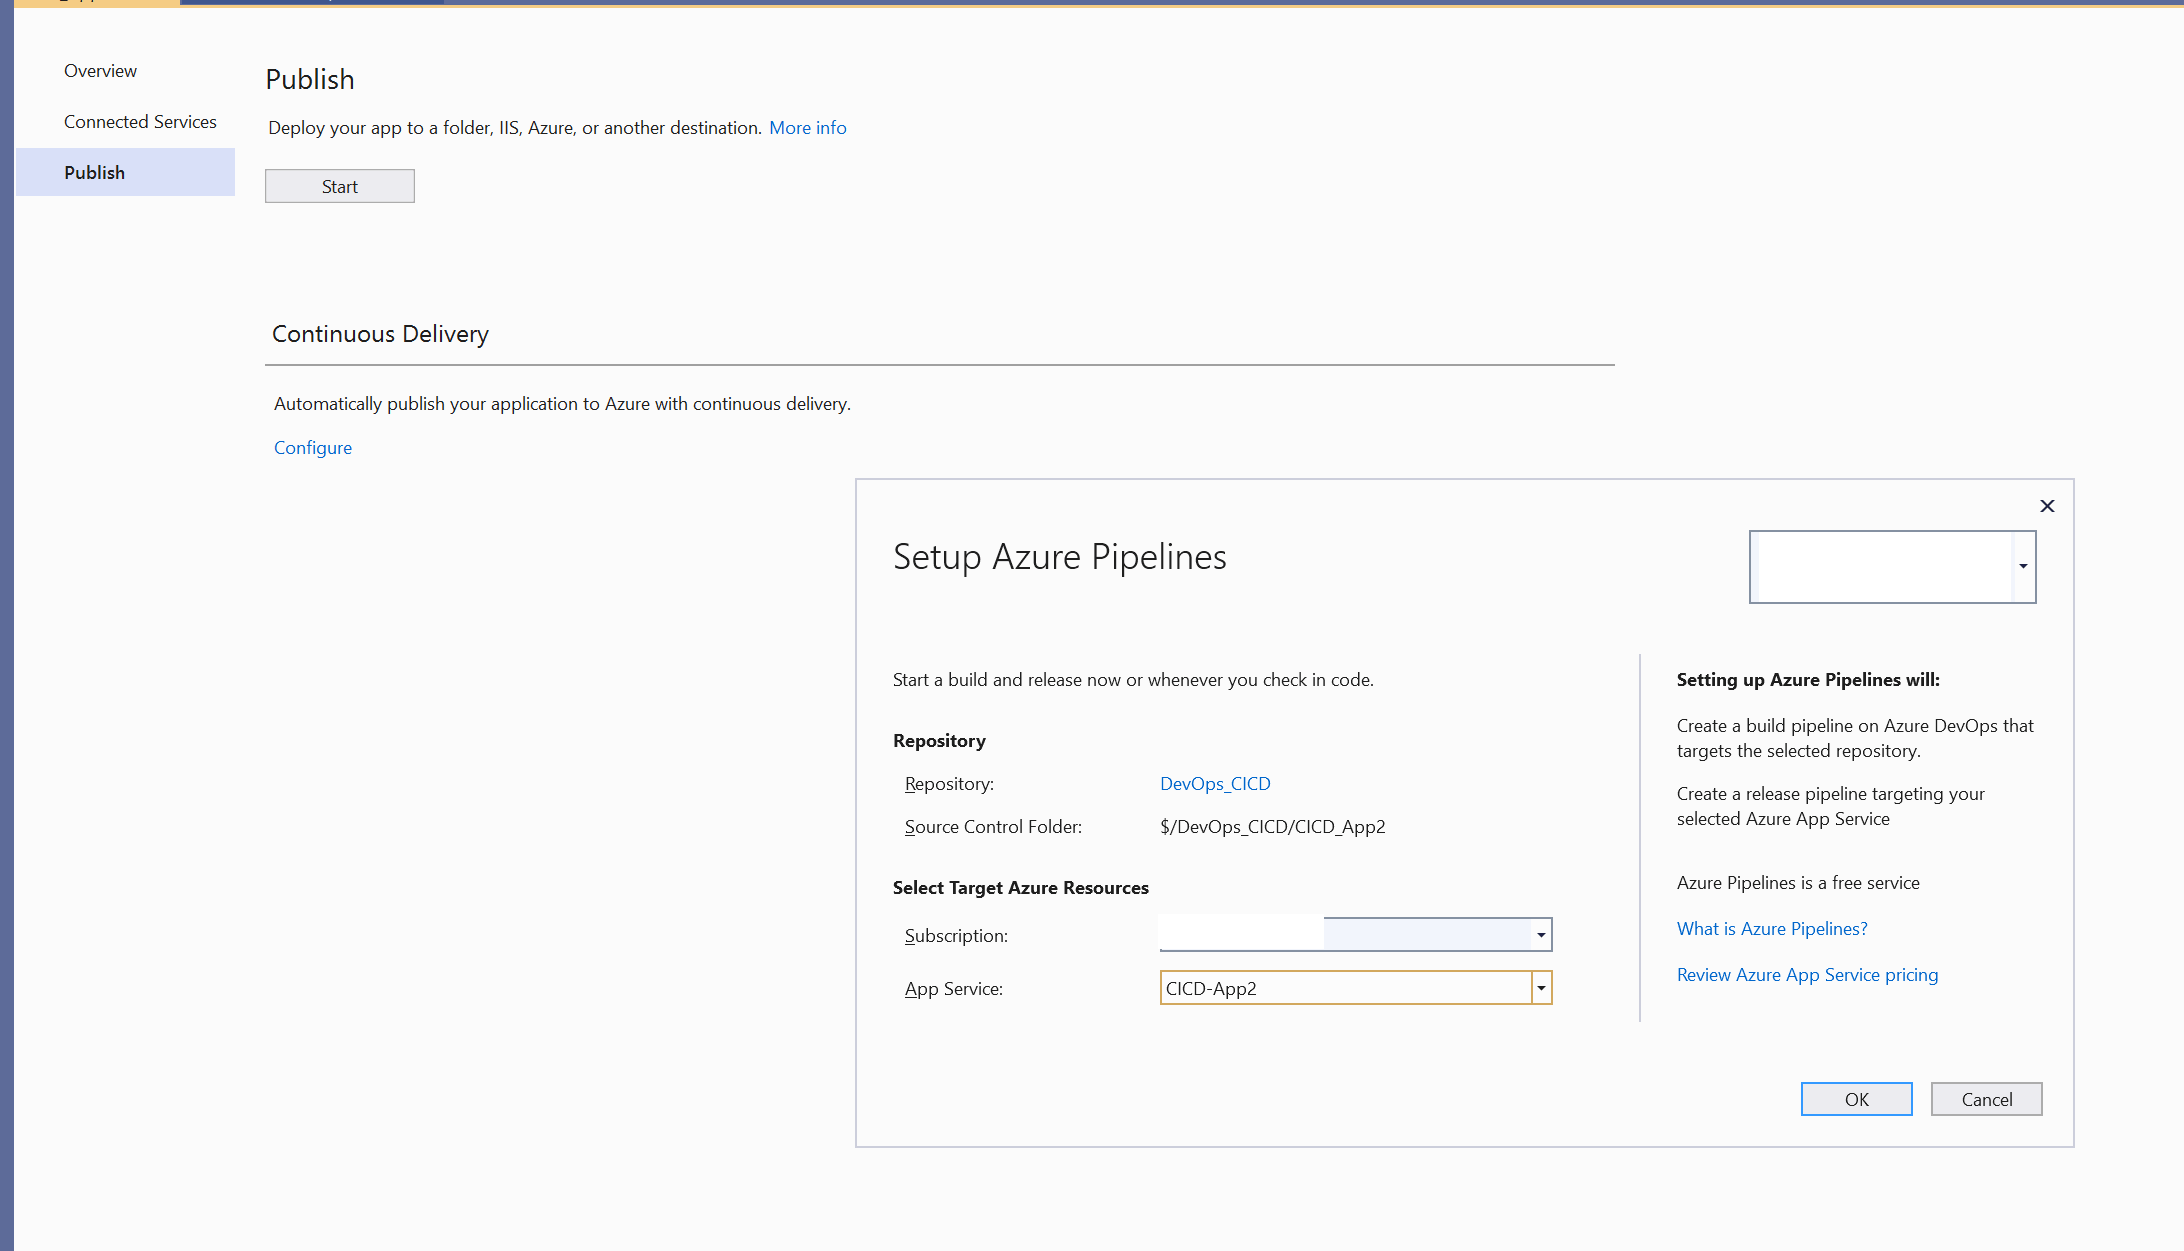 Overview
Connected Services
Publish
Publish
Deploy your app to a folder, IIS, Azure, or another destination. More info
Start
Continuous Delivery
Automatically publish your application to Azure with continuous delivery.
Configure
Setup Azure Pipelines
Start a build and release now or whenever you check in code.
Repository
Repository: DevOps_CICD
Source Control Folder: $/DevOps_CICD/CICD_App2
Select Target Azure Resources
Subscription:
App Service: CICD-App2
Setting up Azure Pipelines will:
Create a build pipeline on Azure DevOps that
targets the selected repository.
Create a release pipeline targeting your
selected Azure App Service
Azure Pipelines is a free service
What is Azure Pipelines?
Review Azure App Service pricing
OK
Cancel